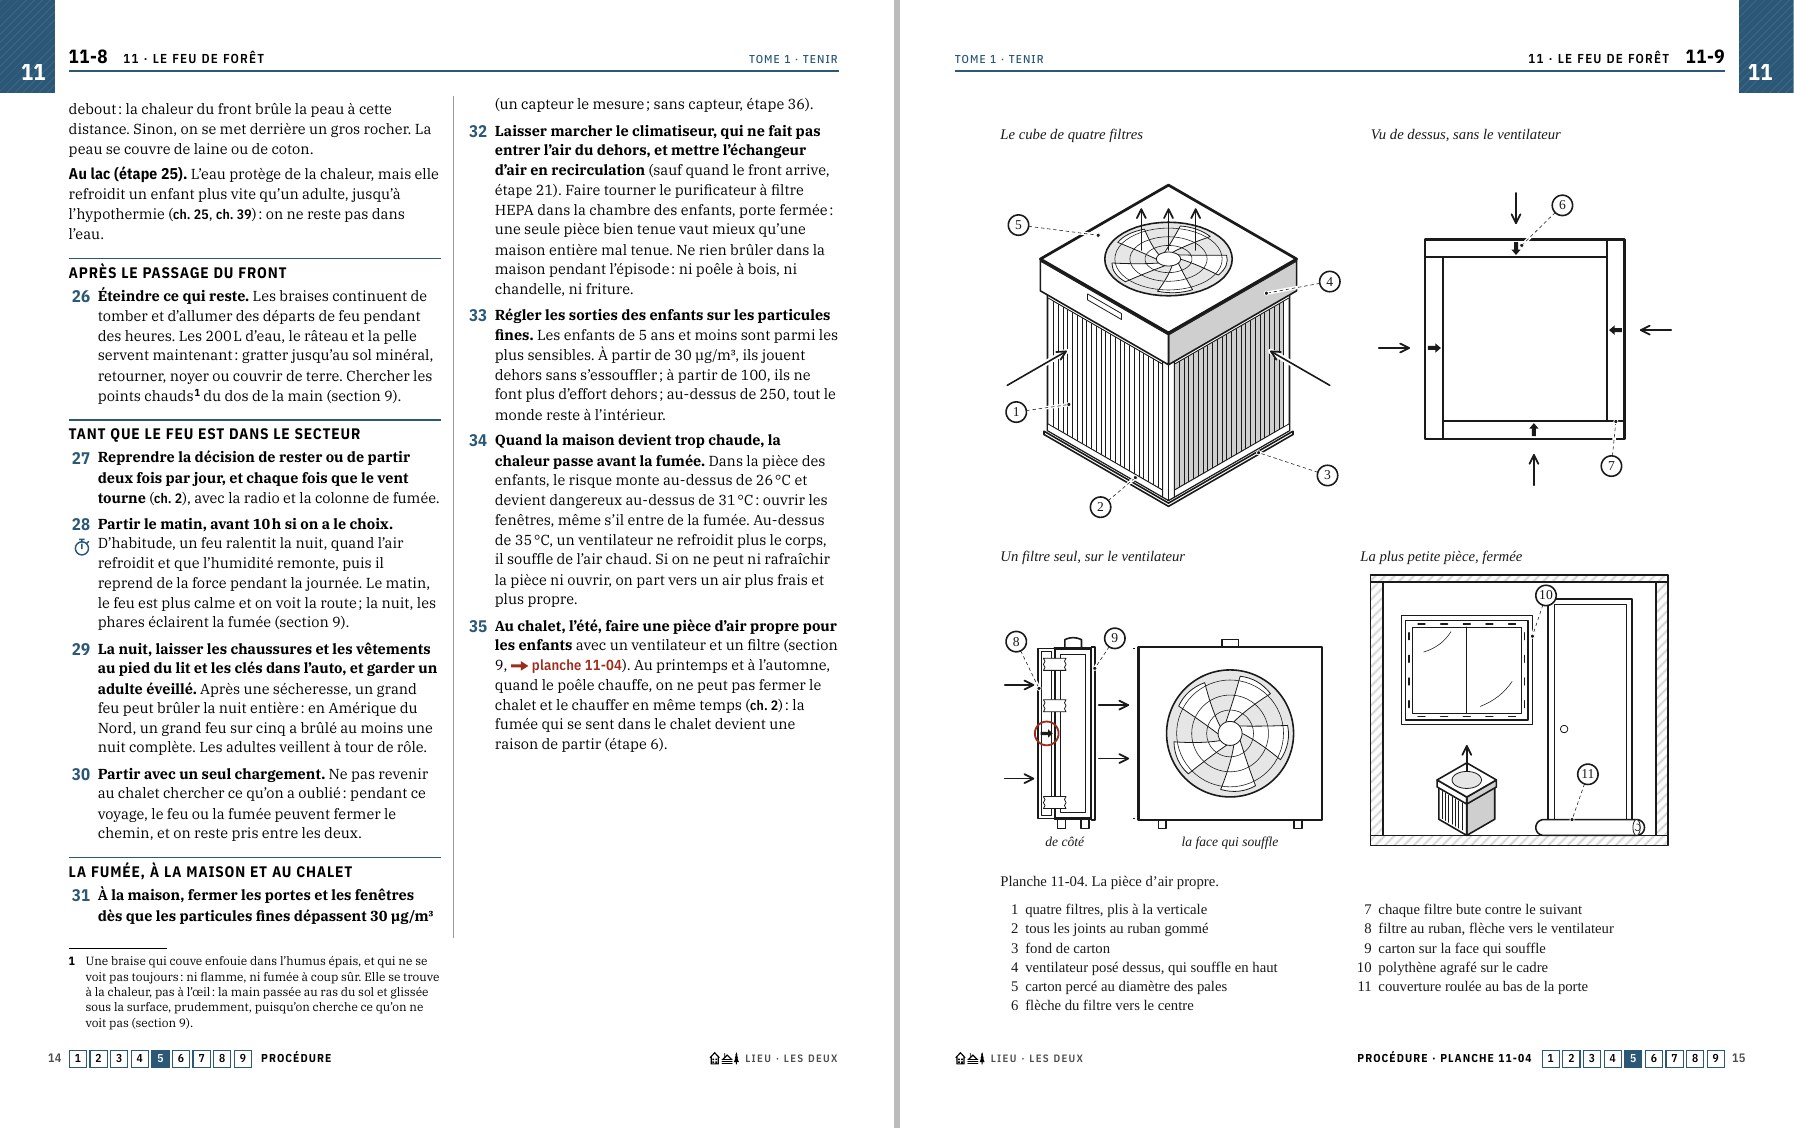 11
11-8 11 · LE FEU DE FORÊT
TOME 1 · TENIR
debout : la chaleur du front brûle la peau à cette
distance. Sinon, on se met derrière un gros rocher. La
peau se couvre de laine ou de coton.
Au lac (étape 25). L’eau protège de la chaleur, mais elle
refroidit un enfant plus vite qu’un adulte, jusqu’à
l’hypothermie (ch. 25, ch. 39) : on ne reste pas dans
l’eau.
APRÈS LE PASSAGE DU FRONT
26 Éteindre ce qui reste. Les braises continuent de
tomber et d’allumer des départs de feu pendant
des heures. Les 200 L d’eau, le râteau et la pelle
servent maintenant : gratter jusqu’au sol minéral,
retourner, noyer ou couvrir de terre. Chercher les
points chauds¹ du dos de la main (section 9).
TANT QUE LE FEU EST DANS LE SECTEUR
27 Reprendre la décision de rester ou de partir
deux fois par jour, et chaque fois que le vent
tourne (ch. 2), avec la radio et la colonne de fumée.
28 Partir le matin, avant 10 h si on a le choix.
D’habitude, un feu ralentit la nuit, quand l’air
refroidit et que l’humidité remonte, puis il
reprend de la force pendant la journée. Le matin,
le feu est plus calme et on voit la route ; la nuit, les
phares éclairent la fumée (section 9).
29 La nuit, laisser les chaussures et les vêtements
au pied du lit et les clés dans l’auto, et garder un
adulte éveillé. Après une sécheresse, un grand
feu peut brûler la nuit entière : en Amérique du
Nord, un grand feu sur cinq a brûlé au moins une
nuit complète. Les adultes veillent à tour de rôle.
30 Partir avec un seul chargement. Ne pas revenir
au chalet chercher ce qu’on a oublié : pendant ce
voyage, le feu ou la fumée peuvent fermer le
chemin, et on reste pris entre les deux.
LA FUMÉE, À LA MAISON ET AU CHALET
31 À la maison, fermer les portes et les fenêtres
dès que les particules fines dépassent 30 µg/m³
1 Une braise qui couve enfouie dans l’humus épais, et qui ne se
voit pas toujours : ni flamme, ni fumée à coup sûr. Elle se trouve
à la chaleur, pas à l’œil : la main passée au ras du sol et glissée
sous la surface, prudemment, puisqu’on cherche ce qu’on ne
voit pas (section 9).
(un capteur le mesure ; sans capteur, étape 36).
32 Laisser marcher le climatiseur, qui ne fait pas
entrer l’air du dehors, et mettre l’échangeur
d’air en recirculation (sauf quand le front arrive,
étape 21). Faire tourner le purificateur à filtre
HEPA dans la chambre des enfants, porte fermée :
une seule pièce bien tenue vaut mieux qu’une
maison entière mal tenue. Ne rien brûler dans la
maison pendant l’épisode : ni poêle à bois, ni
chandelle, ni friture.
33 Régler les sorties des enfants sur les particules
fines. Les enfants de 5 ans et moins sont parmi les
plus sensibles. À partir de 30 µg/m³, ils jouent
dehors sans s’essouffler ; à partir de 100, ils ne
font plus d’effort dehors ; au-dessus de 250, tout le
monde reste à l’intérieur.
34 Quand la maison devient trop chaude, la
chaleur passe avant la fumée. Dans la pièce des
enfants, le risque monte au-dessus de 26 °C et
devient dangereux au-dessus de 31 °C : ouvrir les
fenêtres, même s’il entre de la fumée. Au-dessus
de 35 °C, un ventilateur ne refroidit plus le corps,
il souffle de l’air chaud. Si on ne peut ni rafraîchir
la pièce ni ouvrir, on part vers un air plus frais et
plus propre.
35 Au chalet, l’été, faire une pièce d’air propre pour
les enfants avec un ventilateur et un filtre (section
9, ➡ planche 11-04). Au printemps et à l’automne,
quand le poêle chauffe, on ne peut pas fermer le
chalet et le chauffer en même temps (ch. 2) : la
fumée qui se sent dans le chalet devient une
raison de partir (étape 6).
14 1 2 3 4 5 6 7 8 9 PROCÉDURE
LIEU · LES DEUX
TOME 1 · TENIR
11 · LE FEU DE FORÊT 11-9
11
Le cube de quatre filtres
Vu de dessus, sans le ventilateur
5
4
1
3
2
6
7
Un filtre seul, sur le ventilateur
La plus petite pièce, fermée
8
9
10
11
de côté
la face qui souffle
Planche 11-04. La pièce d’air propre.
1 quatre filtres, plis à la verticale
2 tous les joints au ruban gommé
3 fond de carton
4 ventilateur posé dessus, qui souffle en haut
5 carton percé au diamètre des pales
6 flèche du filtre vers le centre
7 chaque filtre bute contre le suivant
8 filtre au ruban, flèche vers le ventilateur
9 carton sur la face qui souffle
10 polythène agrafé sur le cadre
11 couverture roulée au bas de la porte
LIEU · LES DEUX
PROCÉDURE · PLANCHE 11-04 1 2 3 4 5 6 7 8 9 15